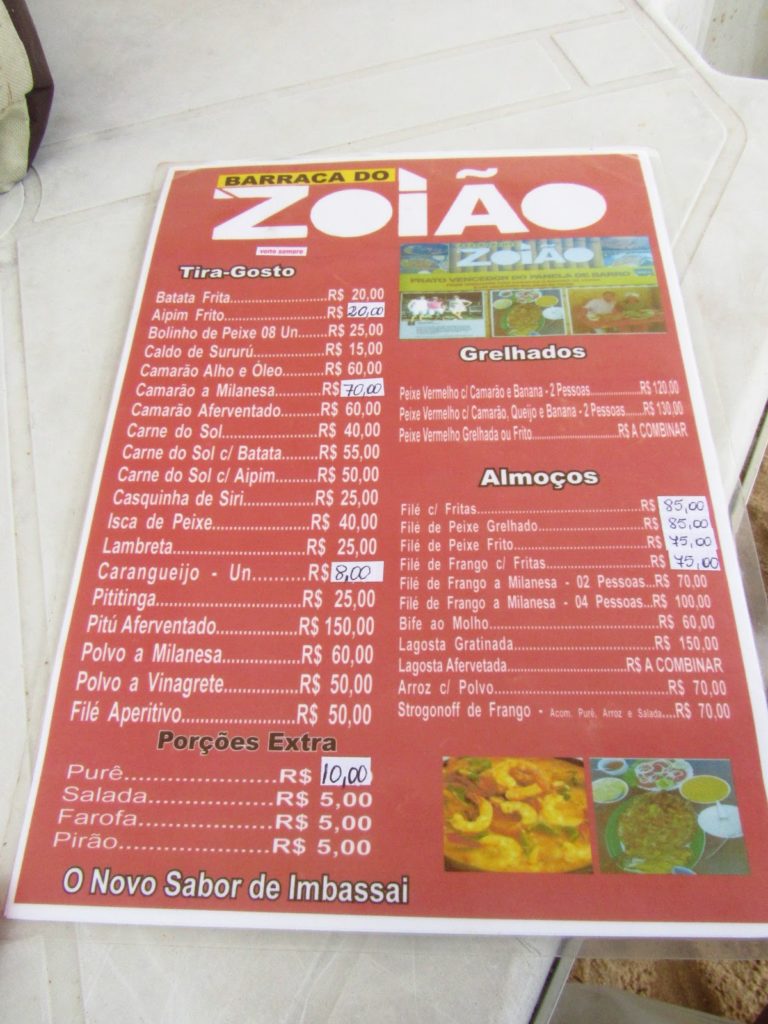 BARRACA DO
ZOIÃO
volte sempre
Tira-Gosto
Batata Frita............................R$ 20,00
Aipim Frito..............................R$ 20,00
Bolinho de Peixe 08 Un.......R$ 25,00
Caldo de Sururú....................R$ 15,00
Camarão Alho e Óleo...........R$ 60,00
Camarão a Milanesa............R$ 70,00
Camarão Aferventado..........R$ 60,00
Carne do Sol.........................R$ 40,00
Carne do Sol c/ Batata.........R$ 55,00
Carne do Sol c/ Aipim..........R$ 50,00
Casquinha de Siri.................R$ 25,00
Isca de Peixe........................R$ 40,00
Lambreta...............................R$ 25,00
Carangueijo - Un..........R$ 8,00
Pititinga................................R$ 25,00
Pitú Aferventado..................R$ 150,00
Polvo a Milanesa.................R$ 60,00
Polvo a Vinagrete................R$ 50,00
Filé Aperitivo........................R$ 50,00
Porções Extra
Purê......................R$ 10,00
Salada..................R$ 5,00
Farofa...................R$ 5,00
Pirão.....................R$ 5,00
O Novo Sabor de Imbassai
ZOIÃO
PRATO VENCEDOR DO PANELA DE BARRO
Grelhados
Peixe Vermelho c/ Camarão e Banana - 2 Pessoas................R$ 120,00
Peixe Vermelho c/ Camarão, Queijo e Banana - 2 Pessoas......R$ 130,00
Peixe Vermelho Grelhada ou Frito............................R$ A COMBINAR
Almoços
Filé c/ Fritas........................................R$ 85,00
Filé de Peixe Grelhado..........................R$ 85,00
Filé de Peixe Frito................................R$ 75,00
Filé de Frango c/ Fritas.........................R$ 75,00
Filé de Frango a Milanesa - 02 Pessoas...R$ 70,00
Filé de Frango a Milanesa - 04 Pessoas...R$ 100,00
Bife ao Molho........................................R$ 60,00
Lagosta Gratinada.................................R$ 150,00
Lagosta Afervetada...........................R$ A COMBINAR
Arroz c/ Polvo........................................R$ 70,00
Strogonoff de Frango - Acom. Purê, Arroz e Salada....R$ 70,00